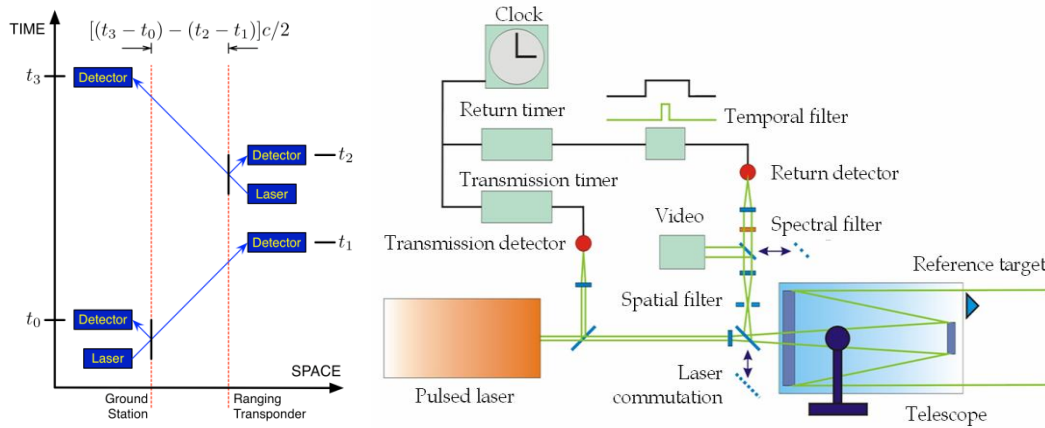 TIME
[(t₃ − t₀) − (t₂ − t₁)]c/2
t₃
Detector
Detector
t₂
Laser
Detector
t₁
t₀
Detector
Laser
SPACE
Ground
Station
Ranging
Transponder
Clock
Return timer
Temporal filter
Transmission timer
Return detector
Video
Spectral filter
Transmission detector
Reference target
Spatial filter
Laser
commutation
Pulsed laser
Telescope